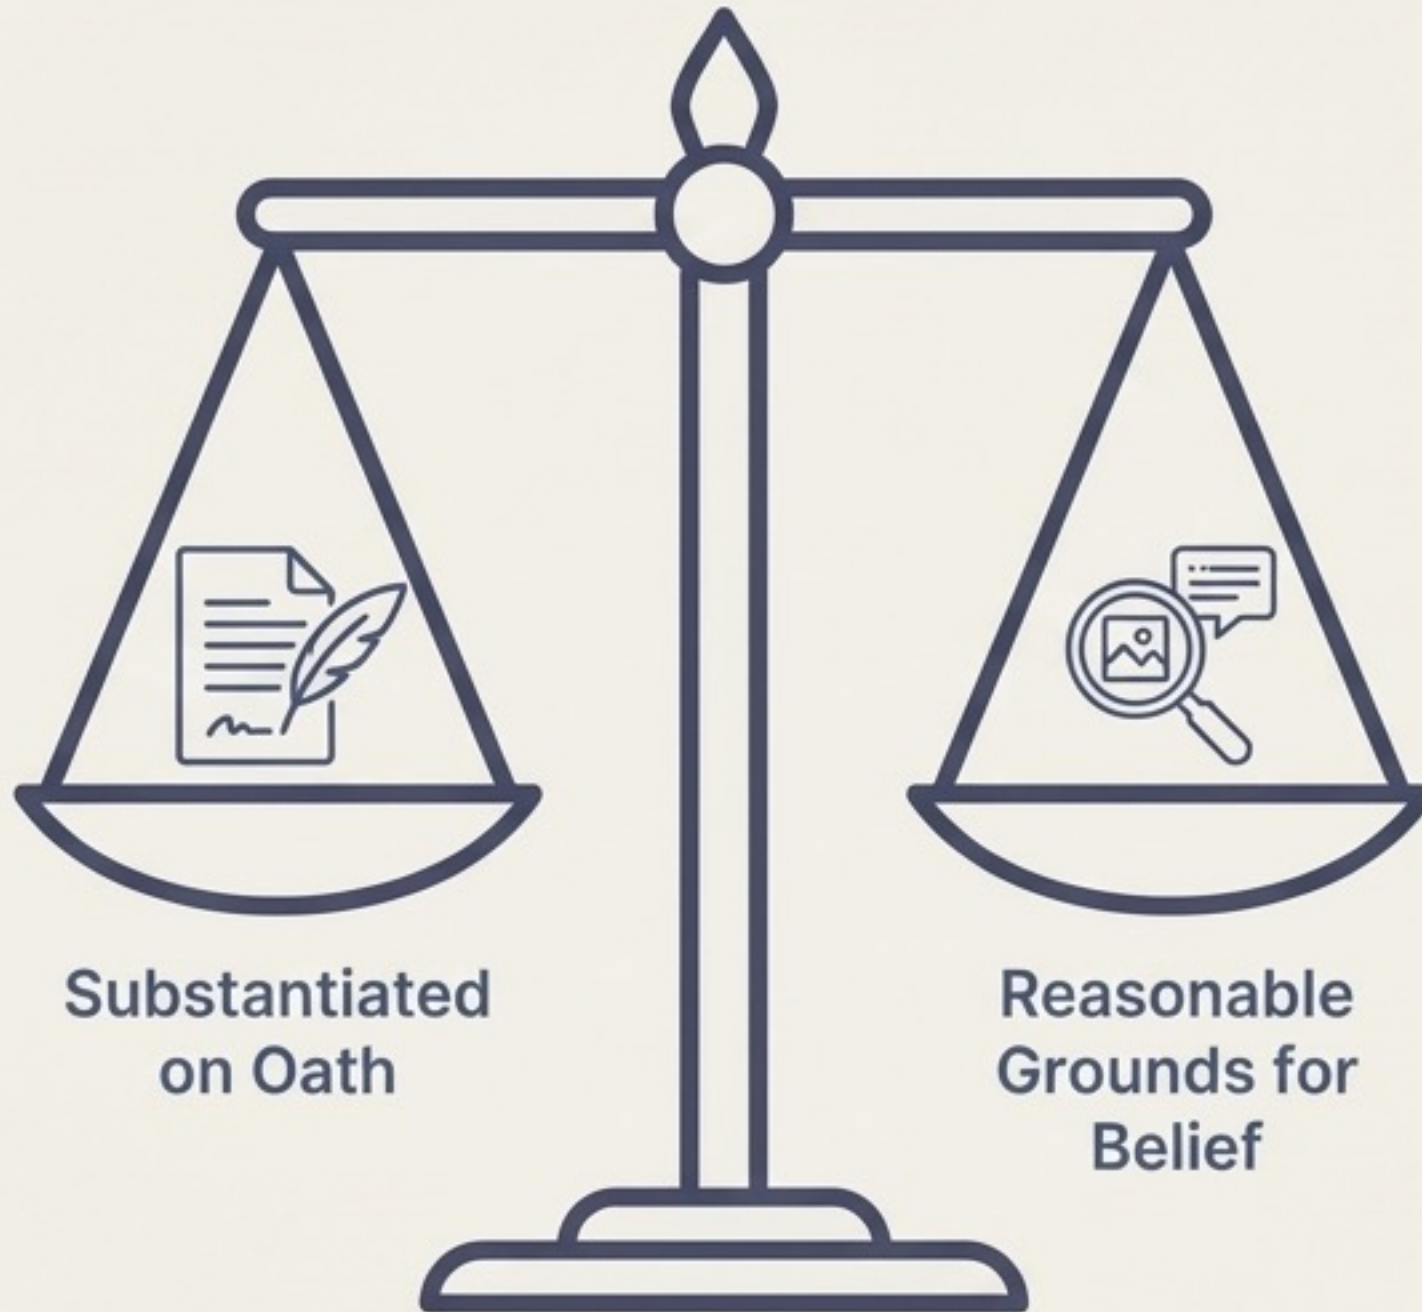 Substantiated
on Oath
Reasonable
Grounds for
Belief